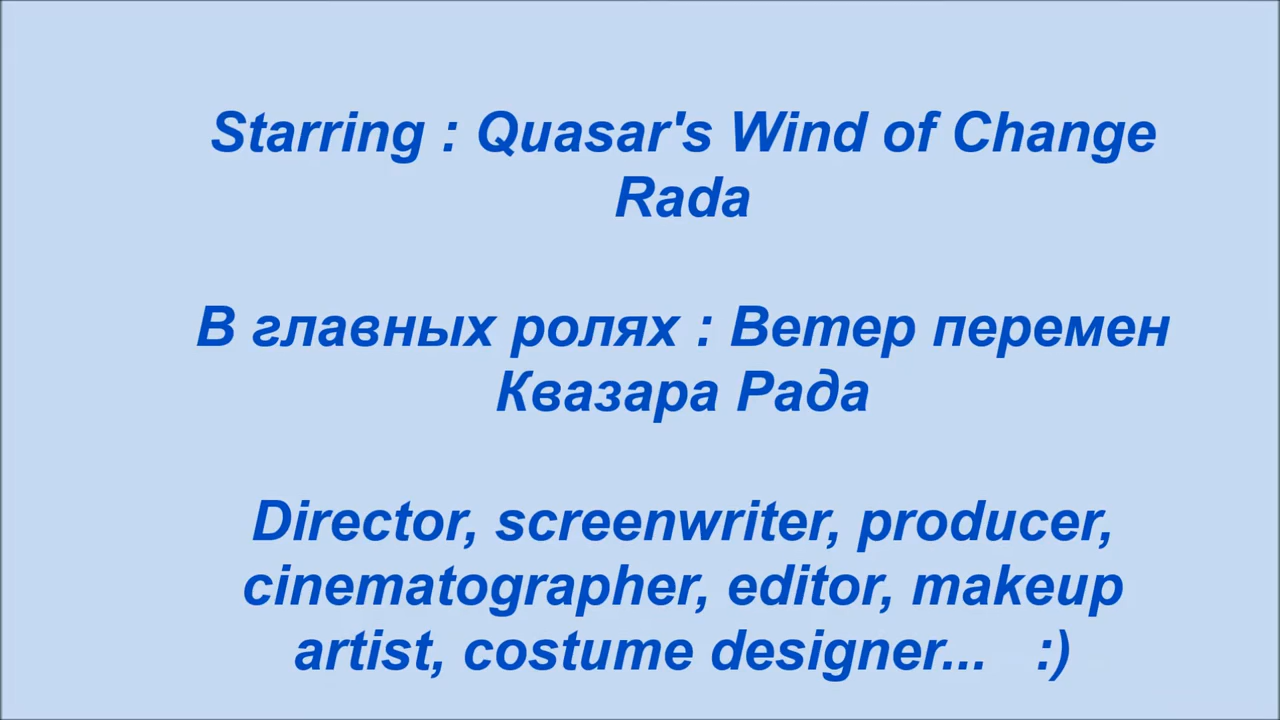 Starring : Quasar's Wind of Change
Rada
В главных ролях : Ветер перемен
Квазара Рада
Director, screenwriter, producer,
cinematographer, editor, makeup
artist, costume designer... :)